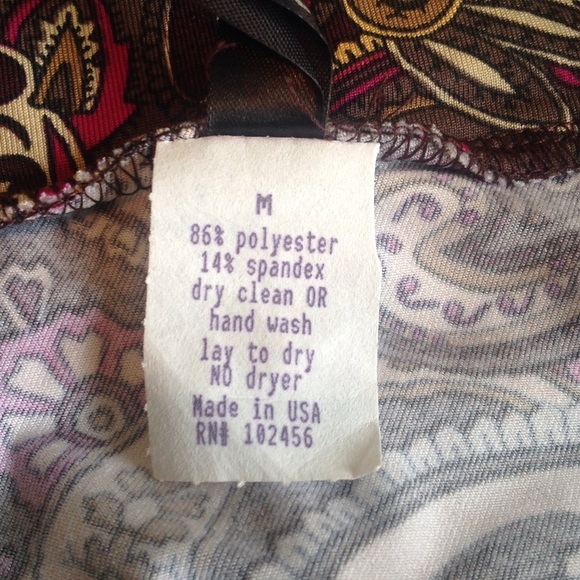 M
86% polyester
14% spandex
dry clean OR
hand wash
lay to dry
NO dryer
Made in USA
RN# 102456